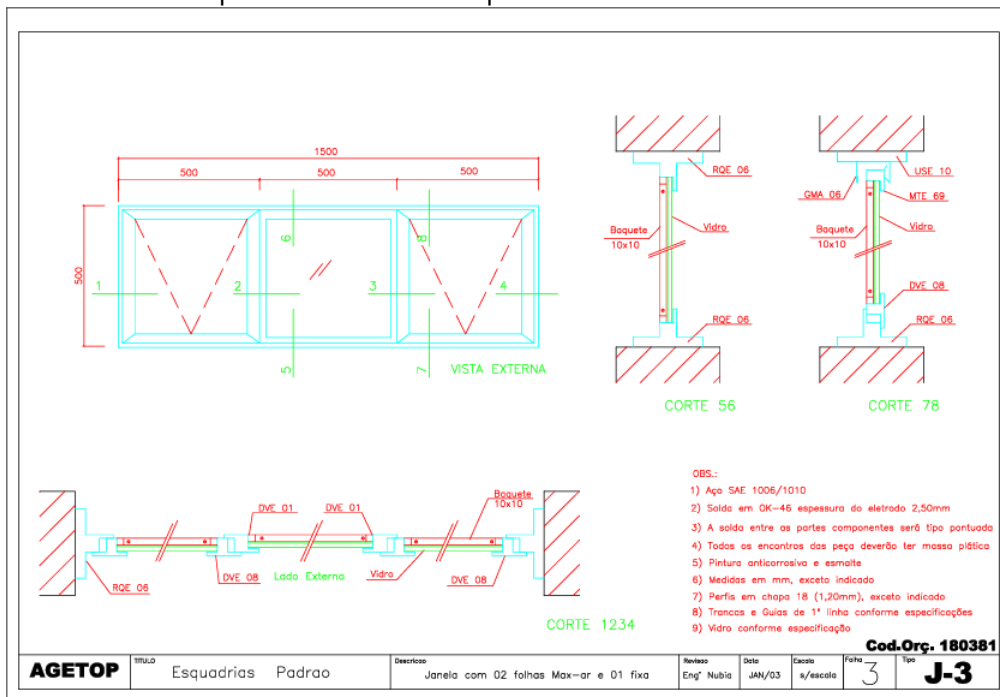 1500
500 500 500
500
1 2 3 4
6 8
5 7
VISTA EXTERNA
RQE 06
Baquete
10x10
Vidro
RQE 06
CORTE 56
USE 10
GMA 06
MTE 69
Baquete
10x10
Vidro
DVE 08
RQE 06
CORTE 78
DVE 01 DVE 01
Baquete
10x10
RQE 06
DVE 08
Lado Externo
Vidro
DVE 08
CORTE 1234
OBS.:
1) Aço SAE 1006/1010
2) Solda em OK-46 espessura do eletrodo 2,50mm
3) A solda entre as partes componentes será tipo pontuado
4) Todos os encontros das peça deverão ter massa plática
5) Pintura anticorrosiva e esmalte
6) Medidas em mm, exceto indicado
7) Perfis em chapa 18 (1,20mm), exceto indicado
8) Trancas e Guias de 1ª linha conforme especificações
9) Vidro conforme especificação
Cod.Orç. 180381
AGETOP
TITULO
Esquadrias Padrao
Descricao
Janela com 02 folhas Max-ar e 01 fixa
Revisao
Engª Nubia
Data
JAN/03
Escala
s/escala
Folha
3
Tipo
J-3